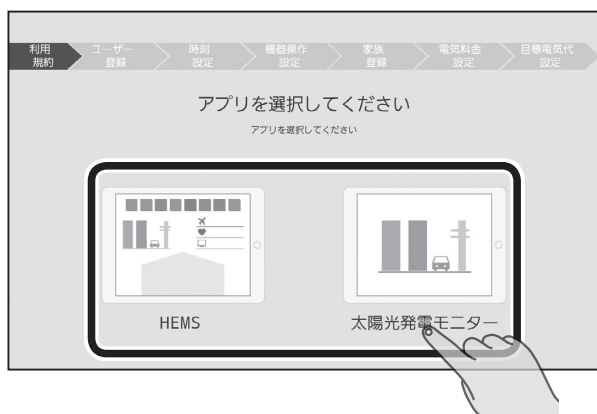 利用
規約
ユーザー
登録
時刻
設定
機器操作
設定
家族
登録
電気料金
設定
目標電気代
設定
アプリを選択してください
アプリを選択してください
HEMS
太陽光発電モニター